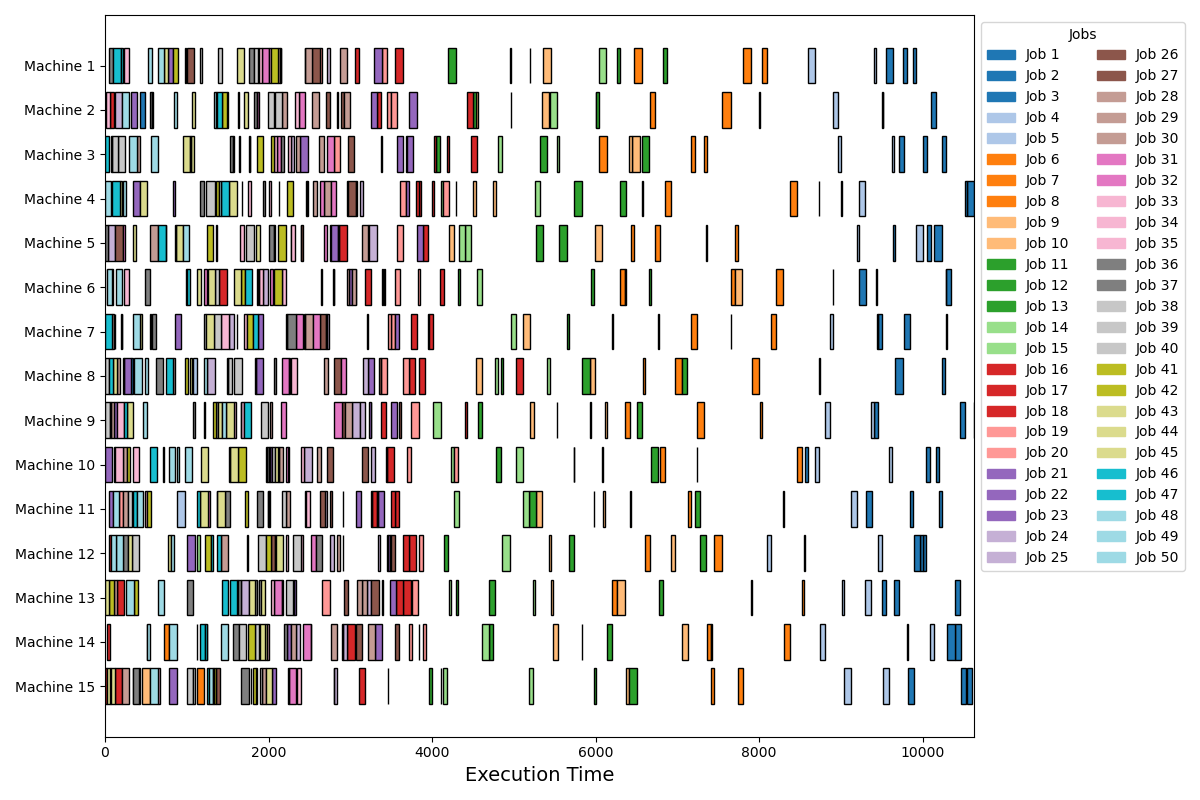 Machine 1
Machine 2
Machine 3
Machine 4
Machine 5
Machine 6
Machine 7
Machine 8
Machine 9
Machine 10
Machine 11
Machine 12
Machine 13
Machine 14
Machine 15
0 2000 4000 6000 8000 10000
Execution Time
Jobs
Job 1 Job 26
Job 2 Job 27
Job 3 Job 28
Job 4 Job 29
Job 5 Job 30
Job 6 Job 31
Job 7 Job 32
Job 8 Job 33
Job 9 Job 34
Job 10 Job 35
Job 11 Job 36
Job 12 Job 37
Job 13 Job 38
Job 14 Job 39
Job 15 Job 40
Job 16 Job 41
Job 17 Job 42
Job 18 Job 43
Job 19 Job 44
Job 20 Job 45
Job 21 Job 46
Job 22 Job 47
Job 23 Job 48
Job 24 Job 49
Job 25 Job 50